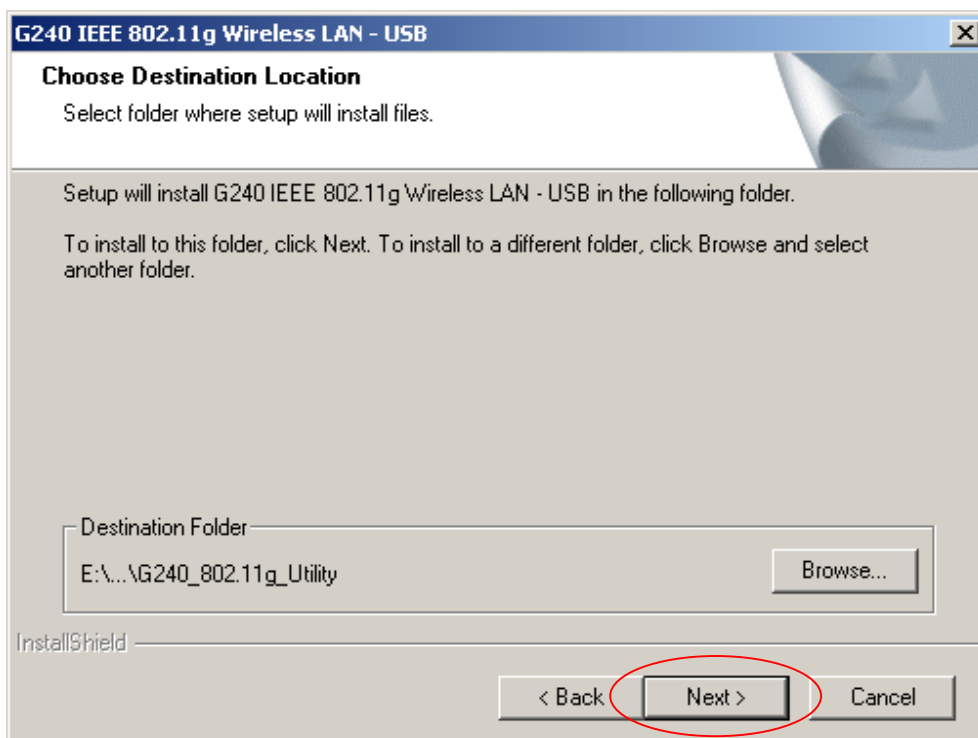 G240 IEEE 802.11g Wireless LAN - USB
Choose Destination Location
Select folder where setup will install files.
Setup will install G240 IEEE 802.11g Wireless LAN - USB in the following folder.
To install to this folder, click Next. To install to a different folder, click Browse and select
another folder.
Destination Folder
E:\...\G240_802.11g_Utility
Browse...
InstallShield
< Back
Next >
Cancel